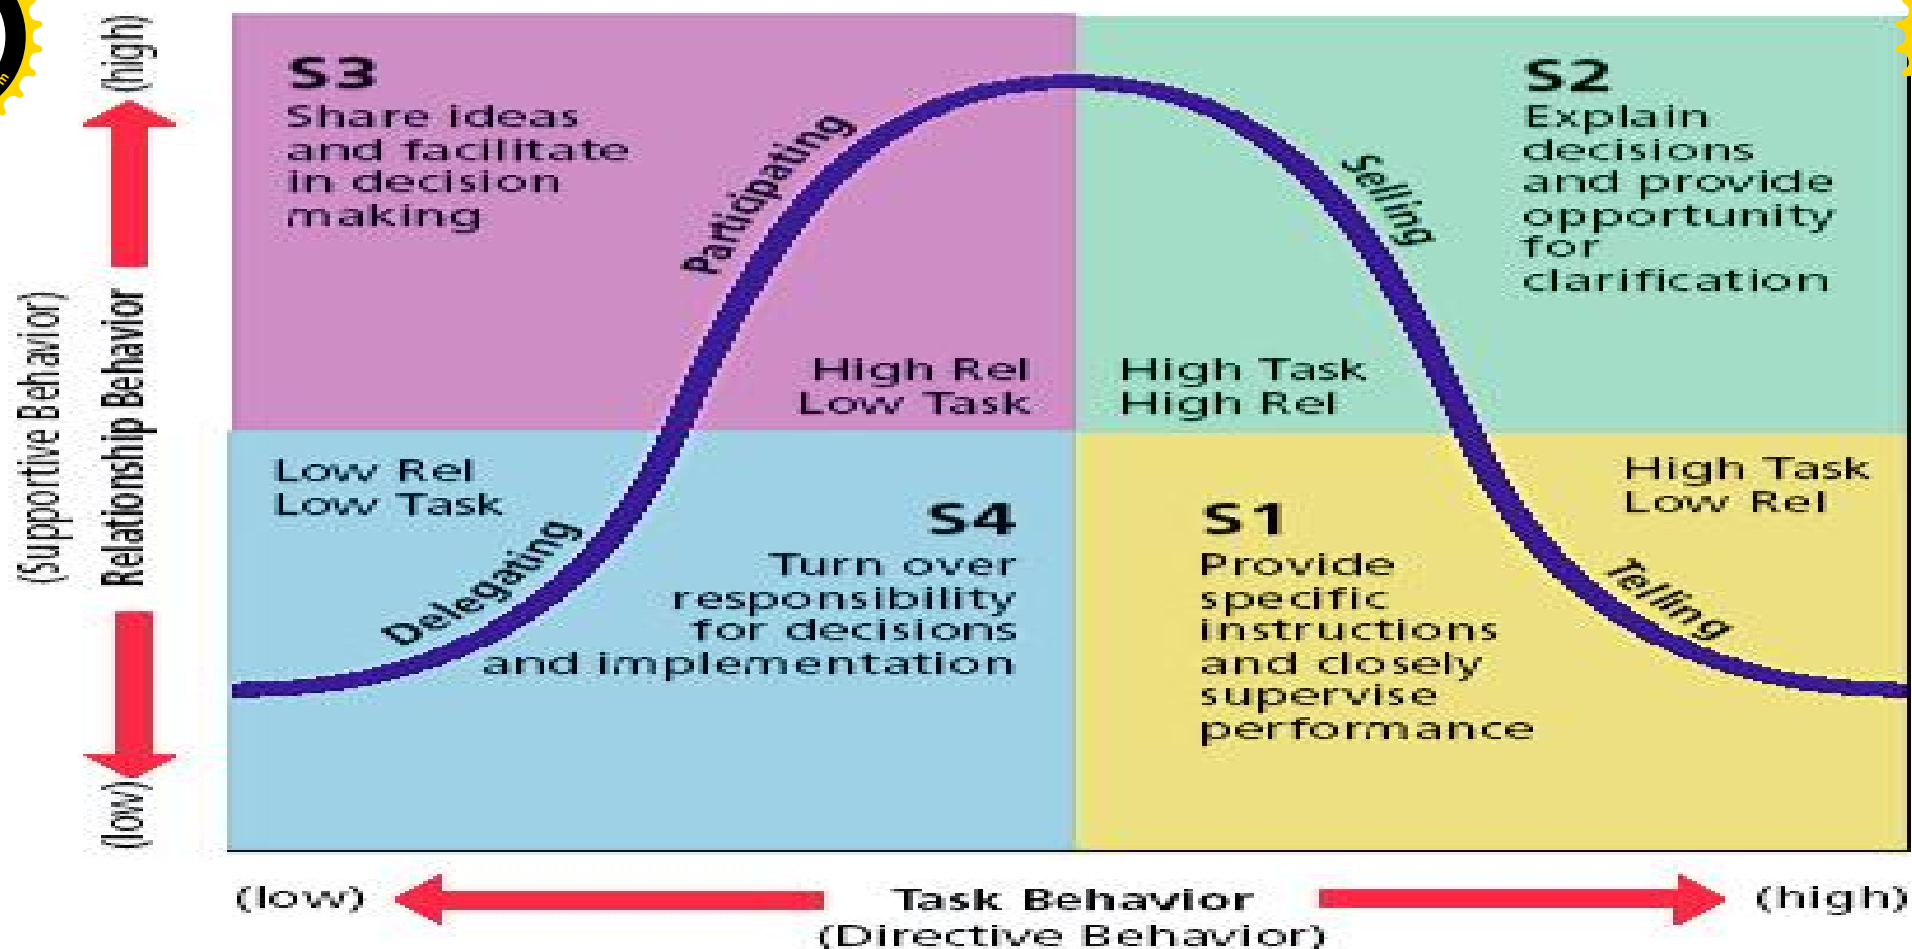 (high)
(Supportive Behavior)
Relationship Behavior
(low)
S3
Share ideas
and facilitate
in decision
making
Participating
High Rel
Low Task
S2
Explain
decisions
and provide
opportunity
for
clarification
Selling
High Task
High Rel
Low Rel
Low Task
Delegating
S4
Turn over
responsibility
for decisions
and implementation
S1
Provide
specific
instructions
and closely
supervise
performance
High Task
Low Rel
Telling
(low)
Task Behavior
(high)
(Directive Behavior)